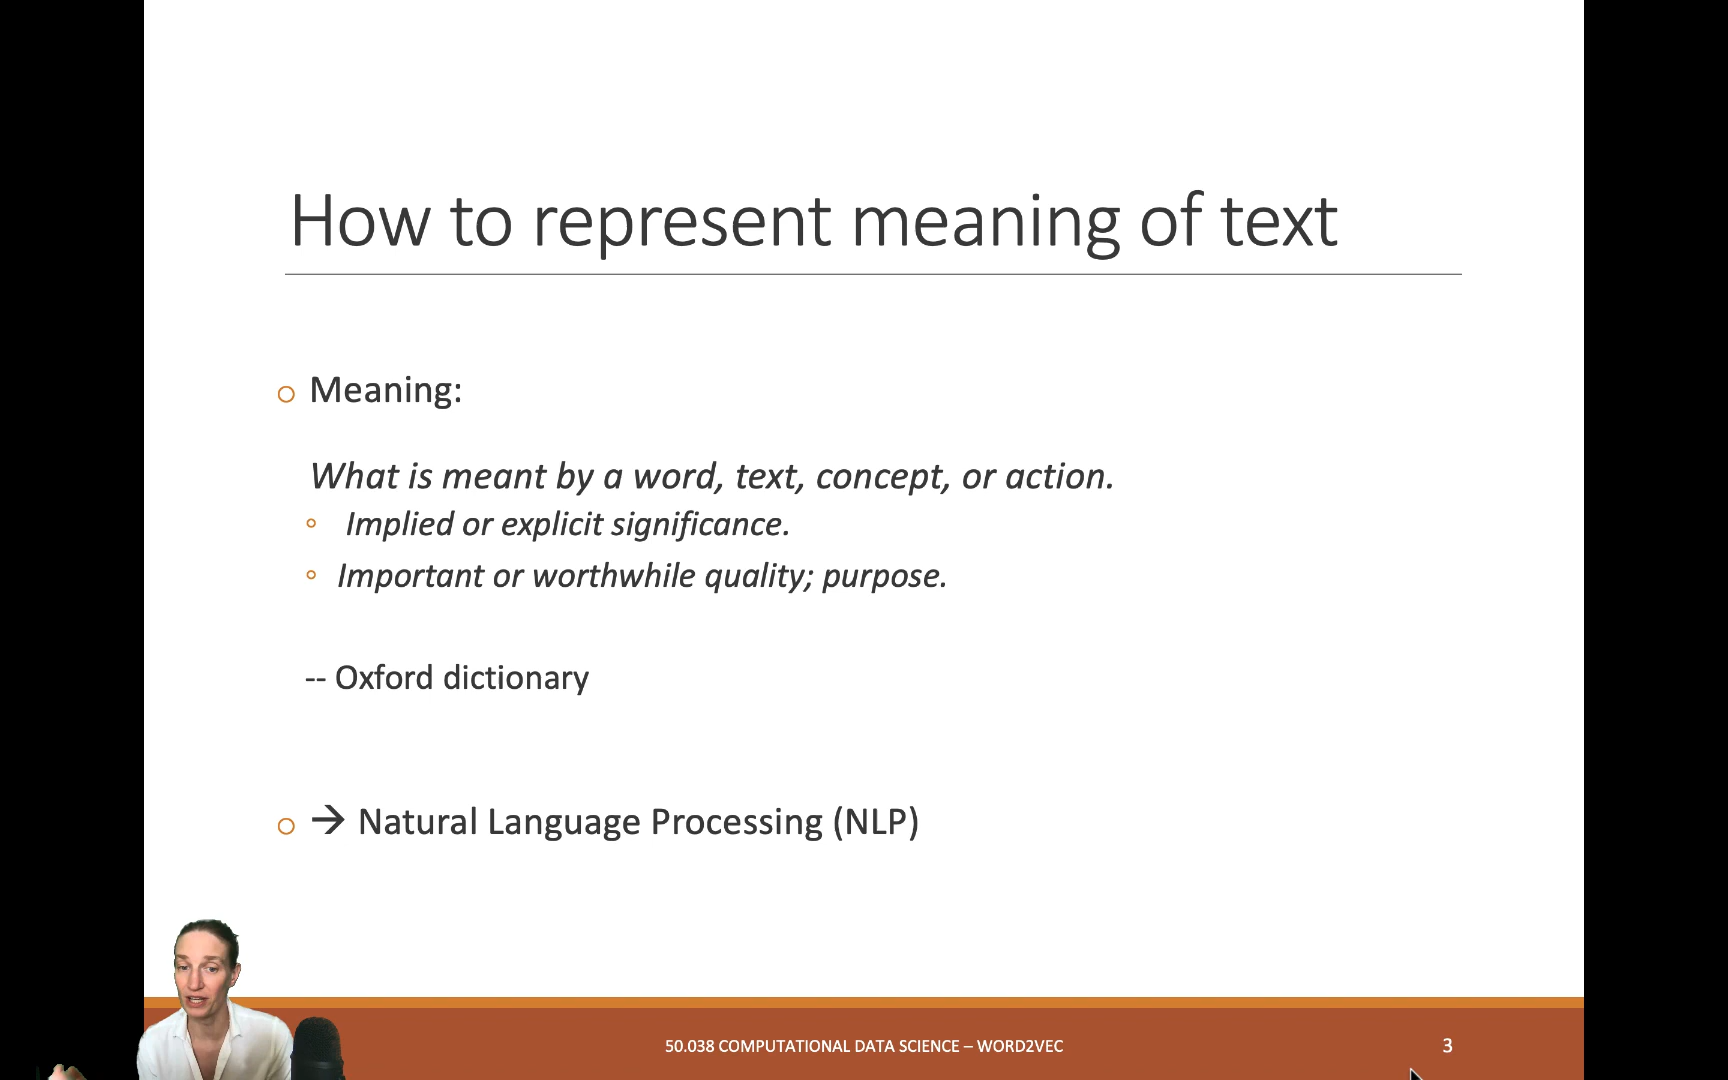 How to represent meaning of text
Meaning:
What is meant by a word, text, concept, or action.
Implied or explicit significance.
Important or worthwhile quality; purpose.
-- Oxford dictionary
→ Natural Language Processing (NLP)
50.038 COMPUTATIONAL DATA SCIENCE – WORD2VEC
3